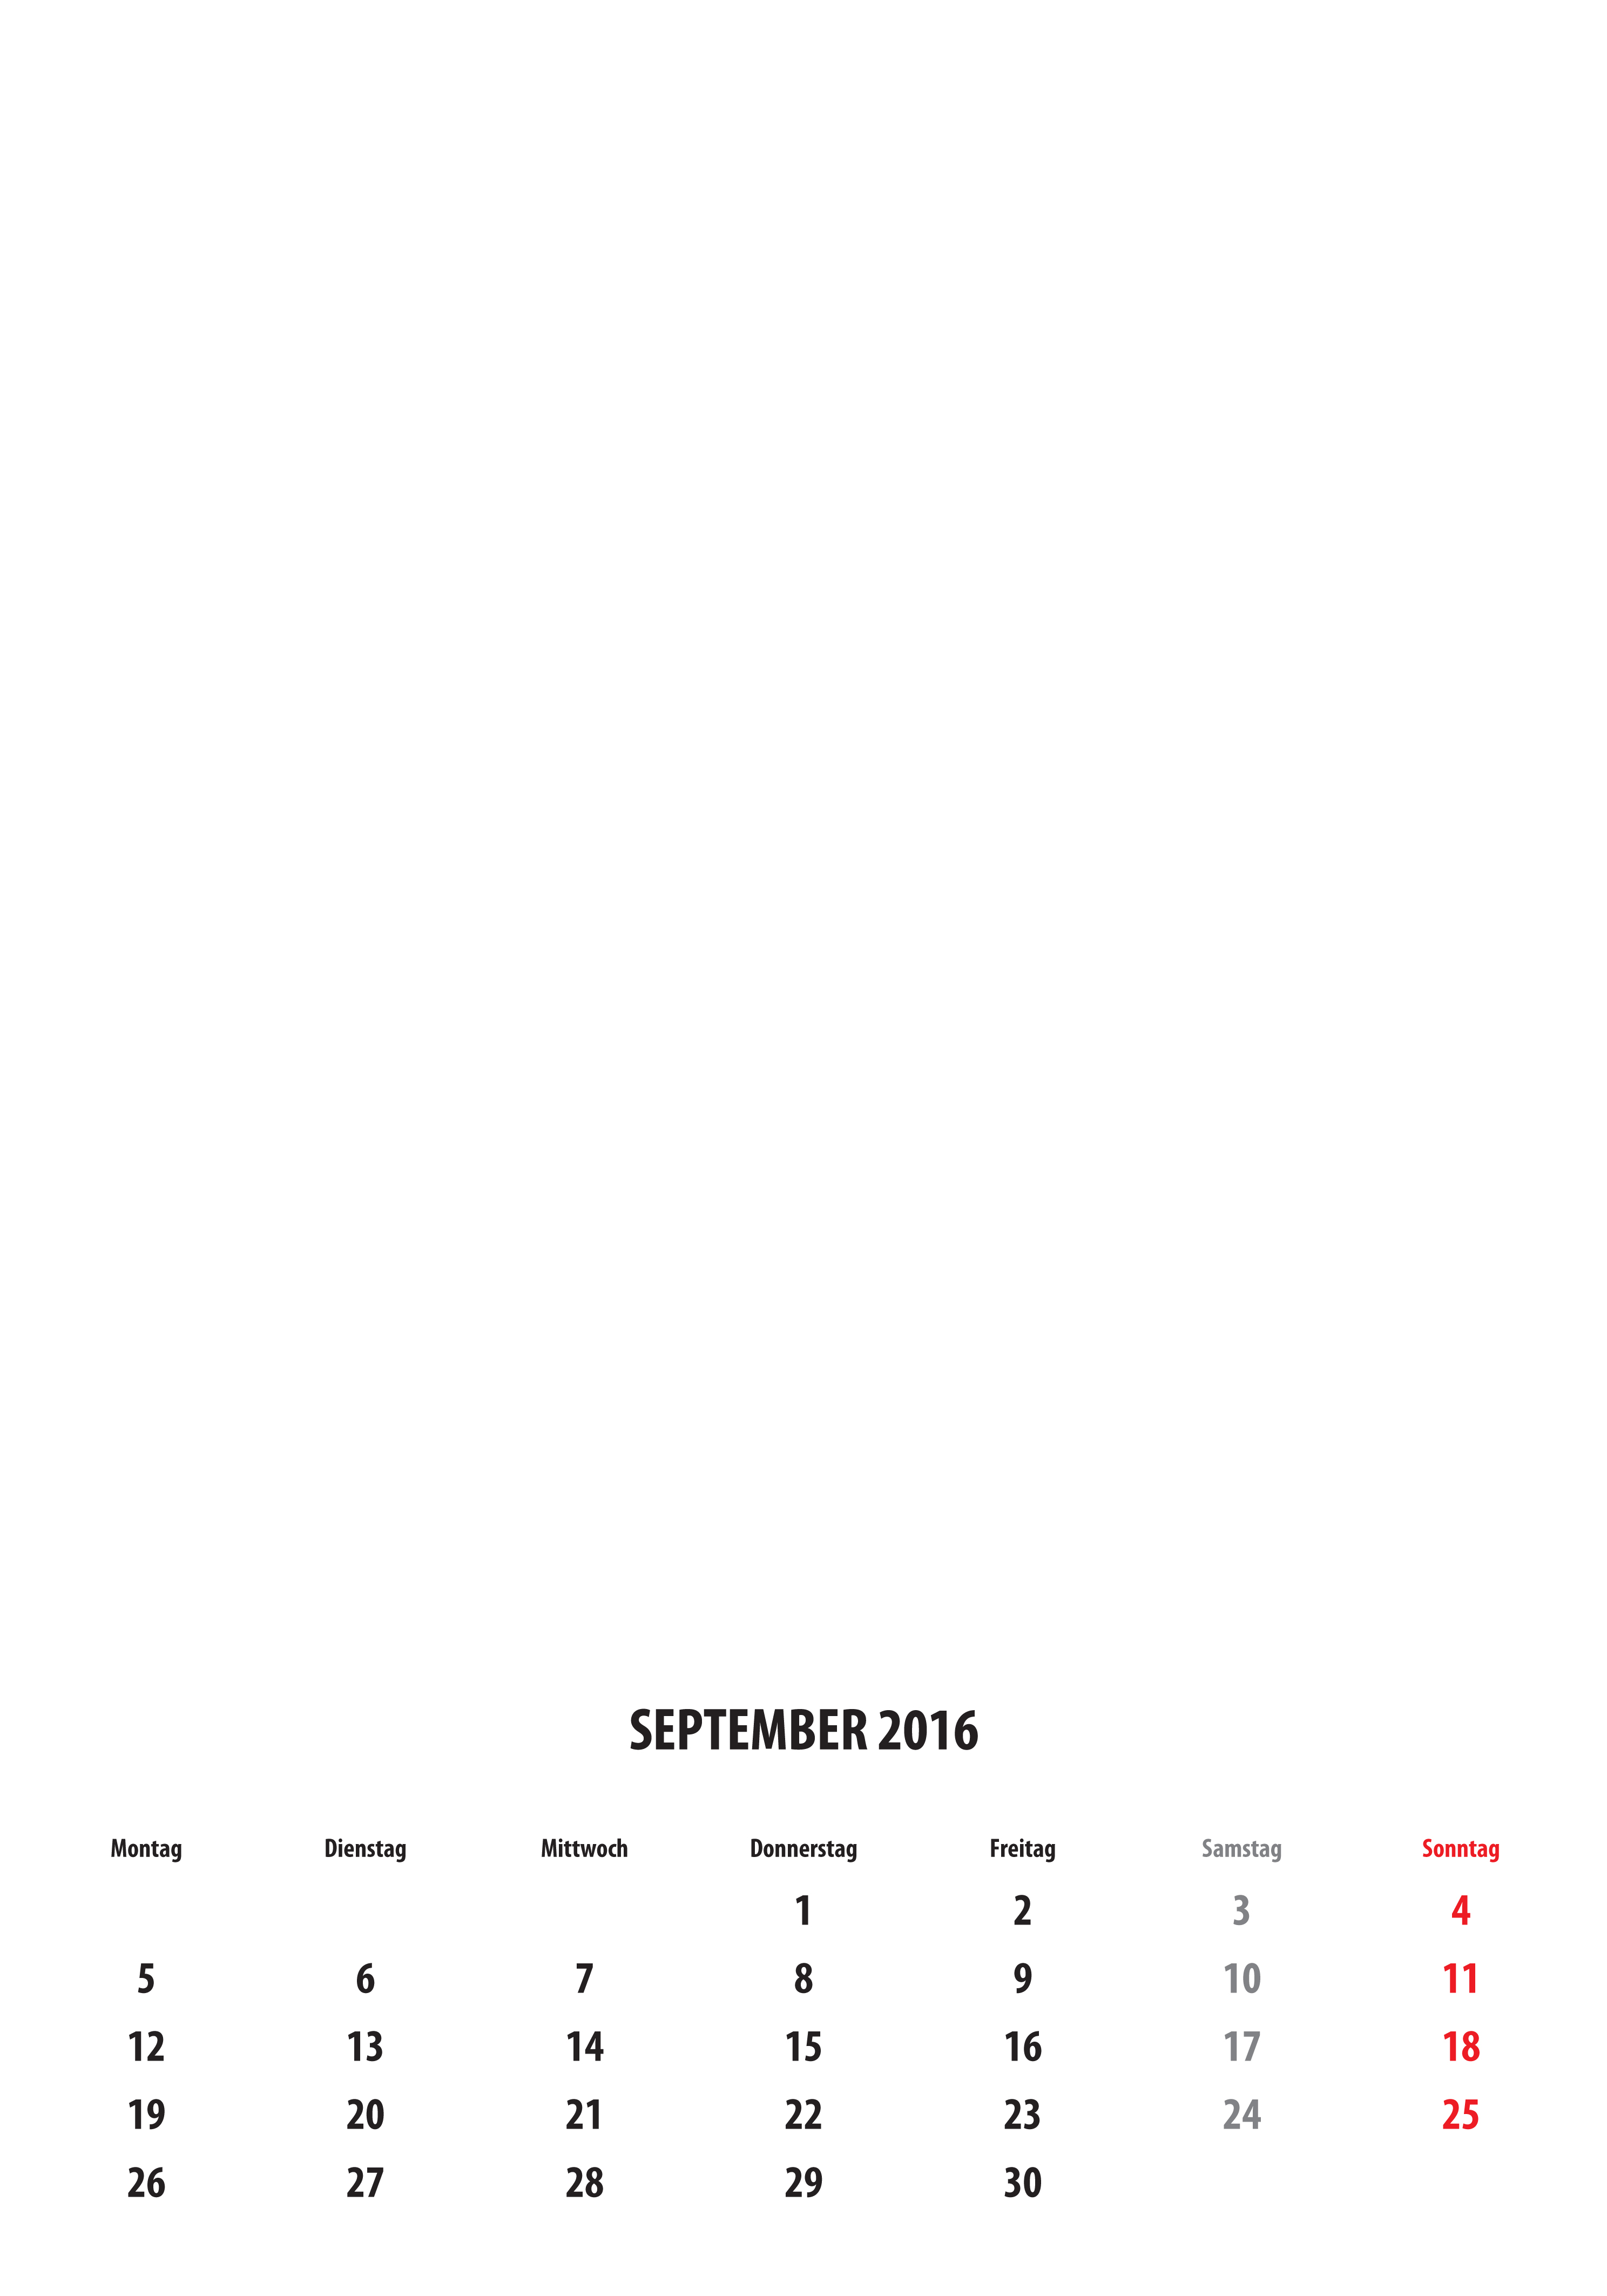 SEPTEMBER 2016
Montag Dienstag Mittwoch Donnerstag Freitag Samstag Sonntag
1 2 3 4
5 6 7 8 9 10 11
12 13 14 15 16 17 18
19 20 21 22 23 24 25
26 27 28 29 30